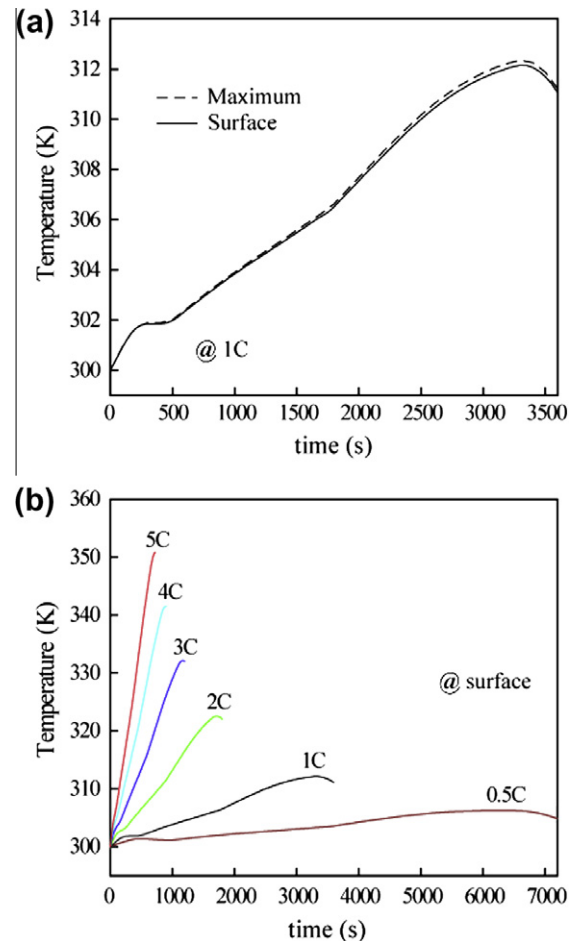 (a)
314
312
310
308
306
304
302
300
Temperature (K)
Maximum
Surface
@ 1C
0 500 1000 1500 2000 2500 3000 3500
time (s)
(b)
360
350
340
330
320
310
300
Temperature (K)
5C
4C
3C
2C
1C
0.5C
@ surface
0 1000 2000 3000 4000 5000 6000 7000
time (s)